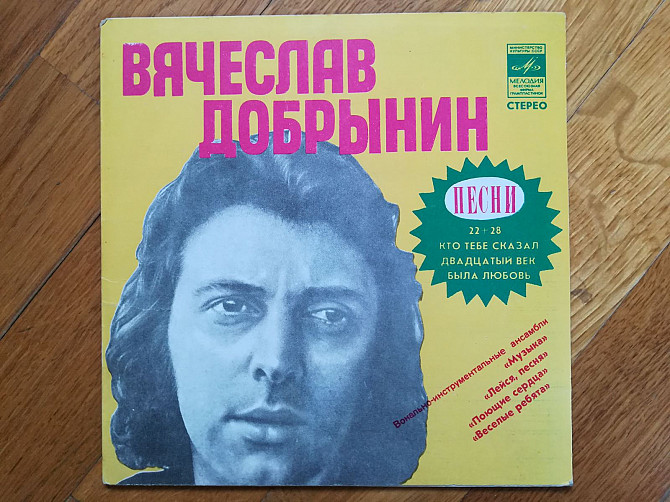 ВЯЧЕСЛАВ
ДОБРЫНИН
МИНИСТЕРСТВО
КУЛЬТУРЫ СССР
МЕЛОДИЯ
ВСЕСОЮЗНАЯ
ФИРМА
ГРАМПЛАСТИНОК
СТЕРЕО
ПЕСНИ
22+28
КТО ТЕБЕ СКАЗАЛ
ДВАДЦАТЫЙ ВЕК
БЫЛА ЛЮБОВЬ
Вокально-инструментальные ансамбли
«Музыка»
«Лейся, песня»
«Поющие сердца»
«Веселые ребята»